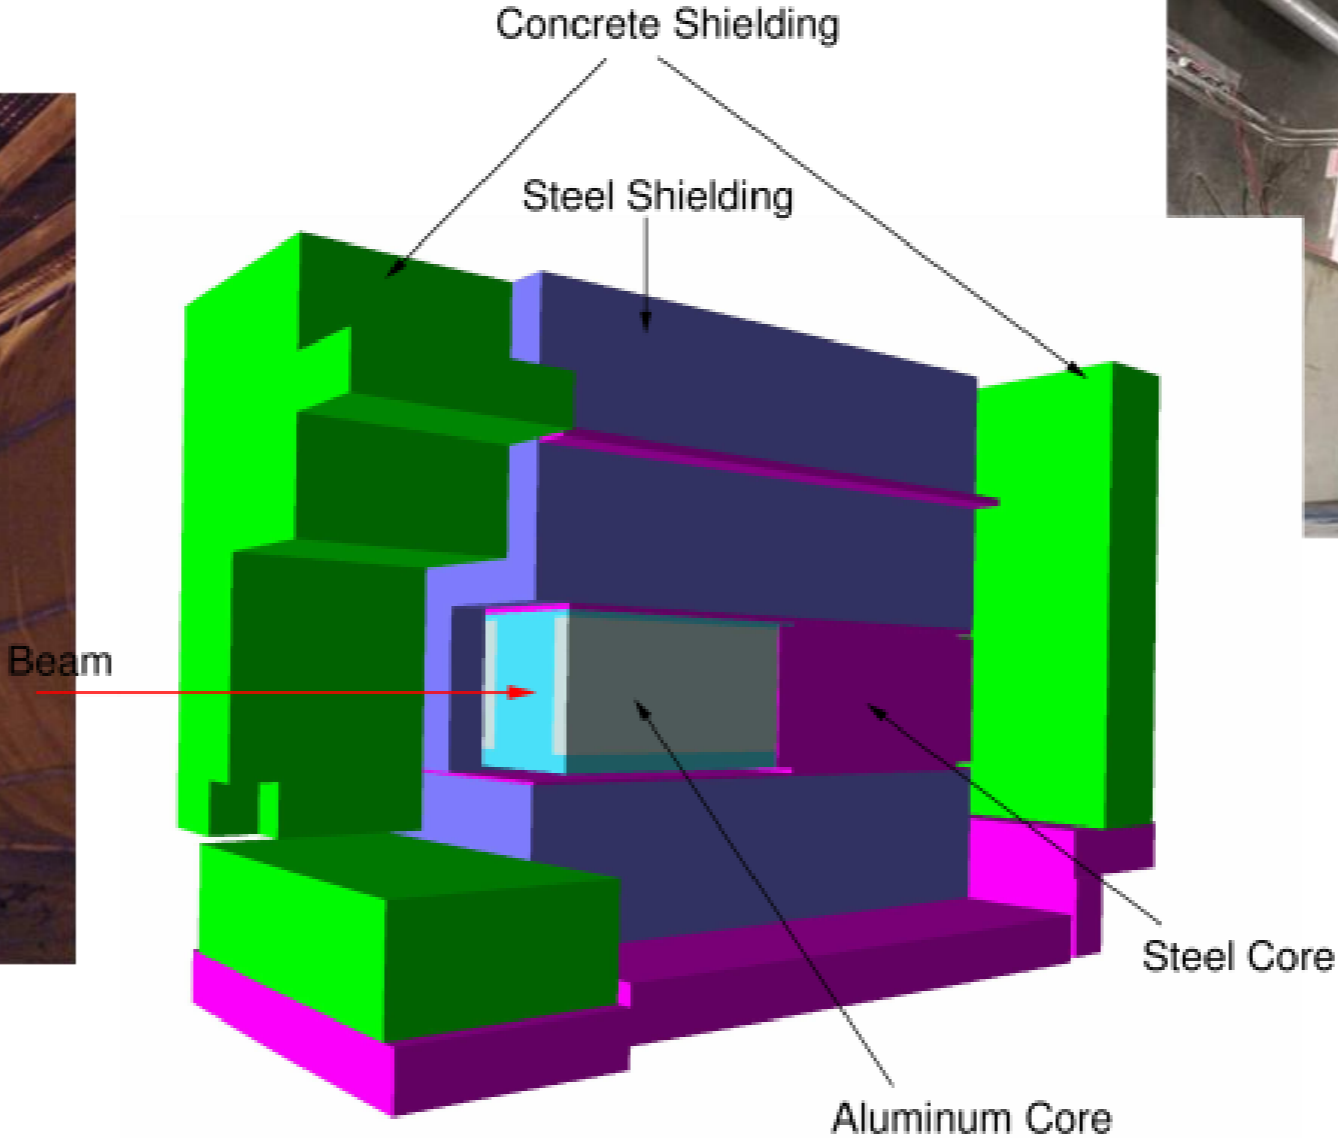 Concrete Shielding
Steel Shielding
Beam
Steel Core
Aluminum Core